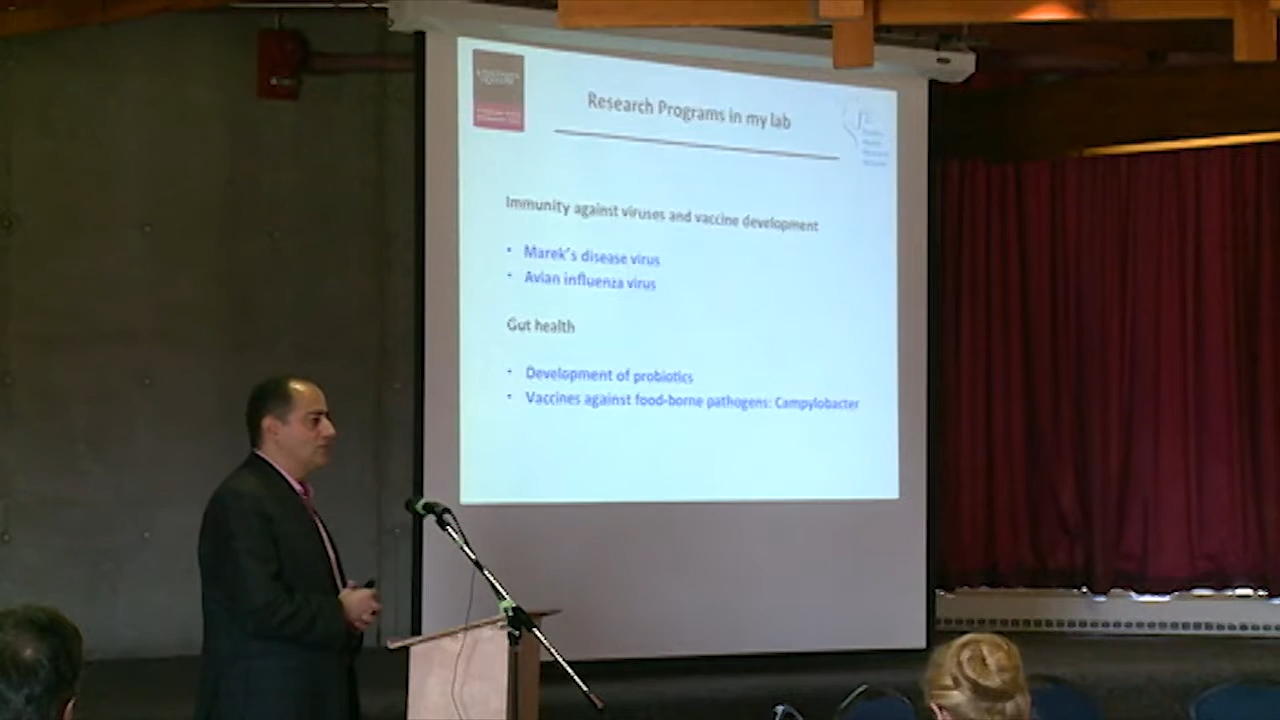 Research Programs in my lab
Immunity against viruses and vaccine development
• Marek's disease virus
• Avian influenza virus
Gut health
• Development of probiotics
• Vaccines against food-borne pathogens: Campylobacter